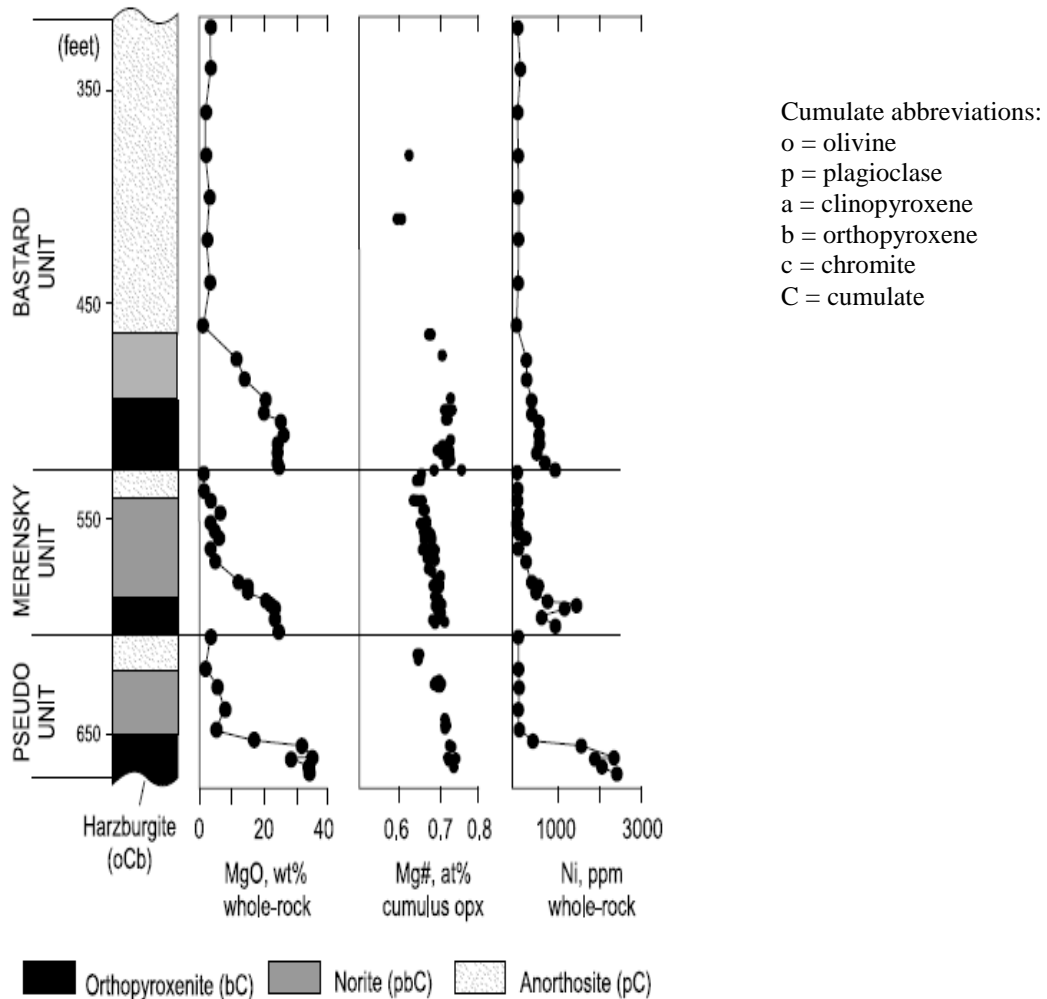 (feet)
350
450
550
650
BASTARD
UNIT
MERENSKY
UNIT
PSEUDO
UNIT
Harzburgite
(oCb)
0 20 40
MgO, wt%
whole-rock
0,6 0,7 0,8
Mg#, at%
cumulus opx
1000 3000
Ni, ppm
whole-rock
Orthopyroxenite (bC)
Norite (pbC)
Anorthosite (pC)
Cumulate abbreviations:
o = olivine
p = plagioclase
a = clinopyroxene
b = orthopyroxene
c = chromite
C = cumulate